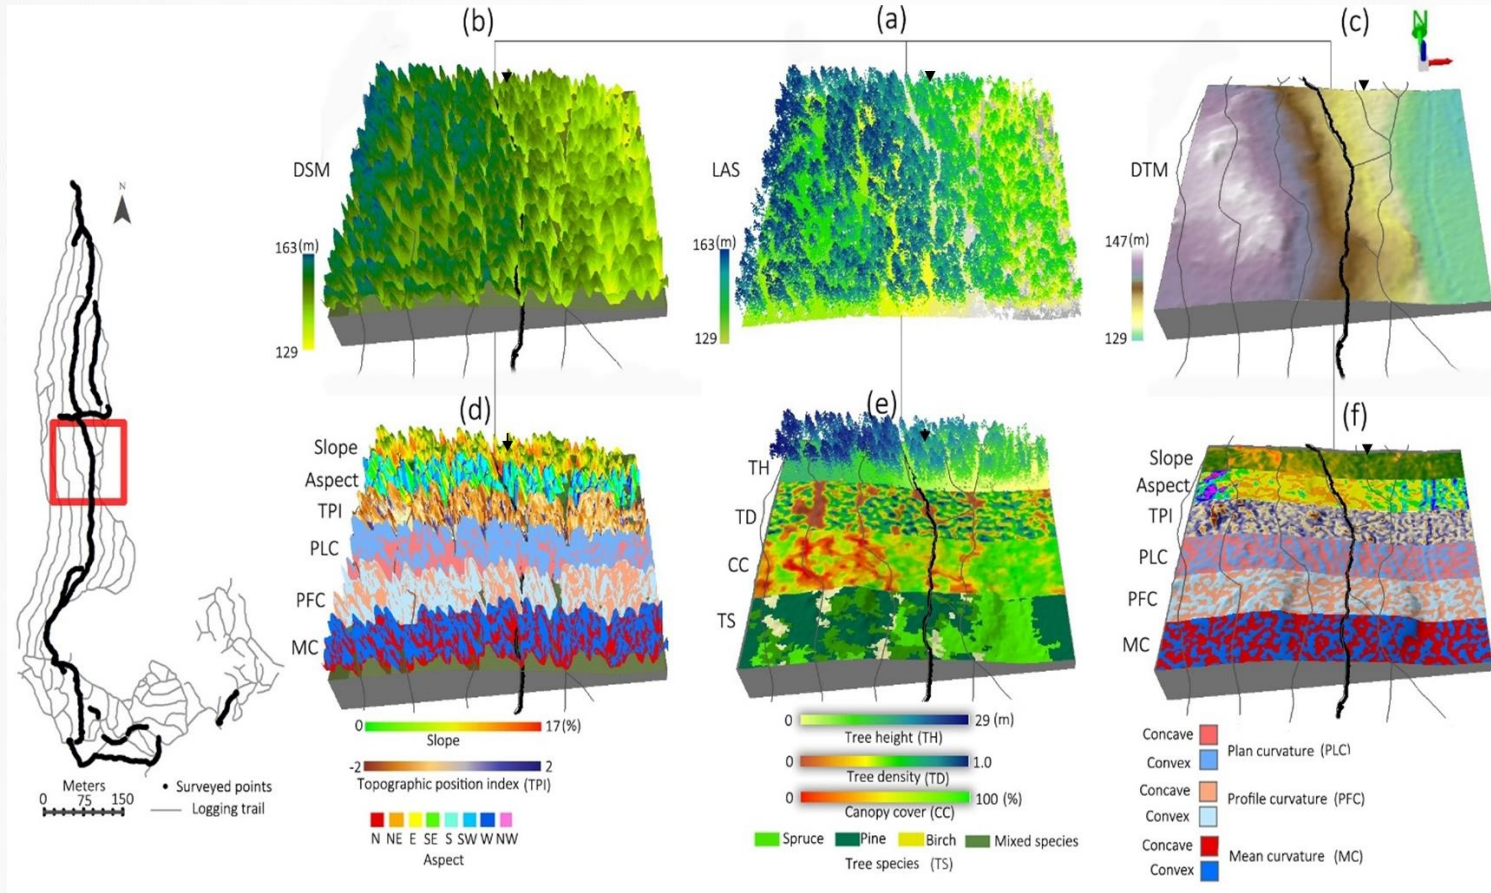 (b)
(a)
(c)
N
DSM
LAS
DTM
163(m)
129
163(m)
129
147(m)
129
N
(d)
(e)
(f)
Slope
Aspect
TPI
PLC
PFC
MC
TH
TD
CC
TS
Slope
Aspect
TPI
PLC
PFC
MC
Meters
0 75 150
Surveyed points
Logging trail
0 17(%)
Slope
-2 2
Topographic position index (TPI)
N NE E SE S SW W NW
Aspect
0 29 (m)
Tree height (TH)
0 1.0
Tree density (TD)
0 100 (%)
Canopy cover (CC)
Spruce Pine Birch Mixed species
Tree species (TS)
Concave
Convex
Plan curvature (PLC)
Concave
Convex
Profile curvature (PFC)
Concave
Convex
Mean curvature (MC)